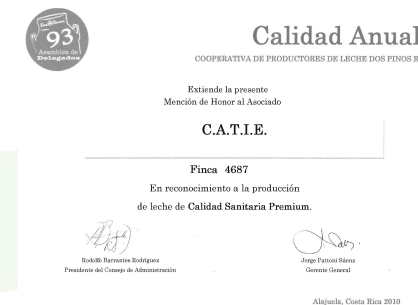 93
Asamblea de
Delegados
Calidad Anual
COOPERATIVA DE PRODUCTORES DE LECHE DOS PINOS R
Extiende la presente
Mención de Honor al Asociado
C.A.T.I.E.
Finca 4687
En reconocimiento a la producción
de leche de Calidad Sanitaria Premium.
Rodolfo Barrantes Rodríguez
Presidente del Consejo de Administración
Jorge Pattoni Sáenz
Gerente General
Alajuela, Costa Rica 2010